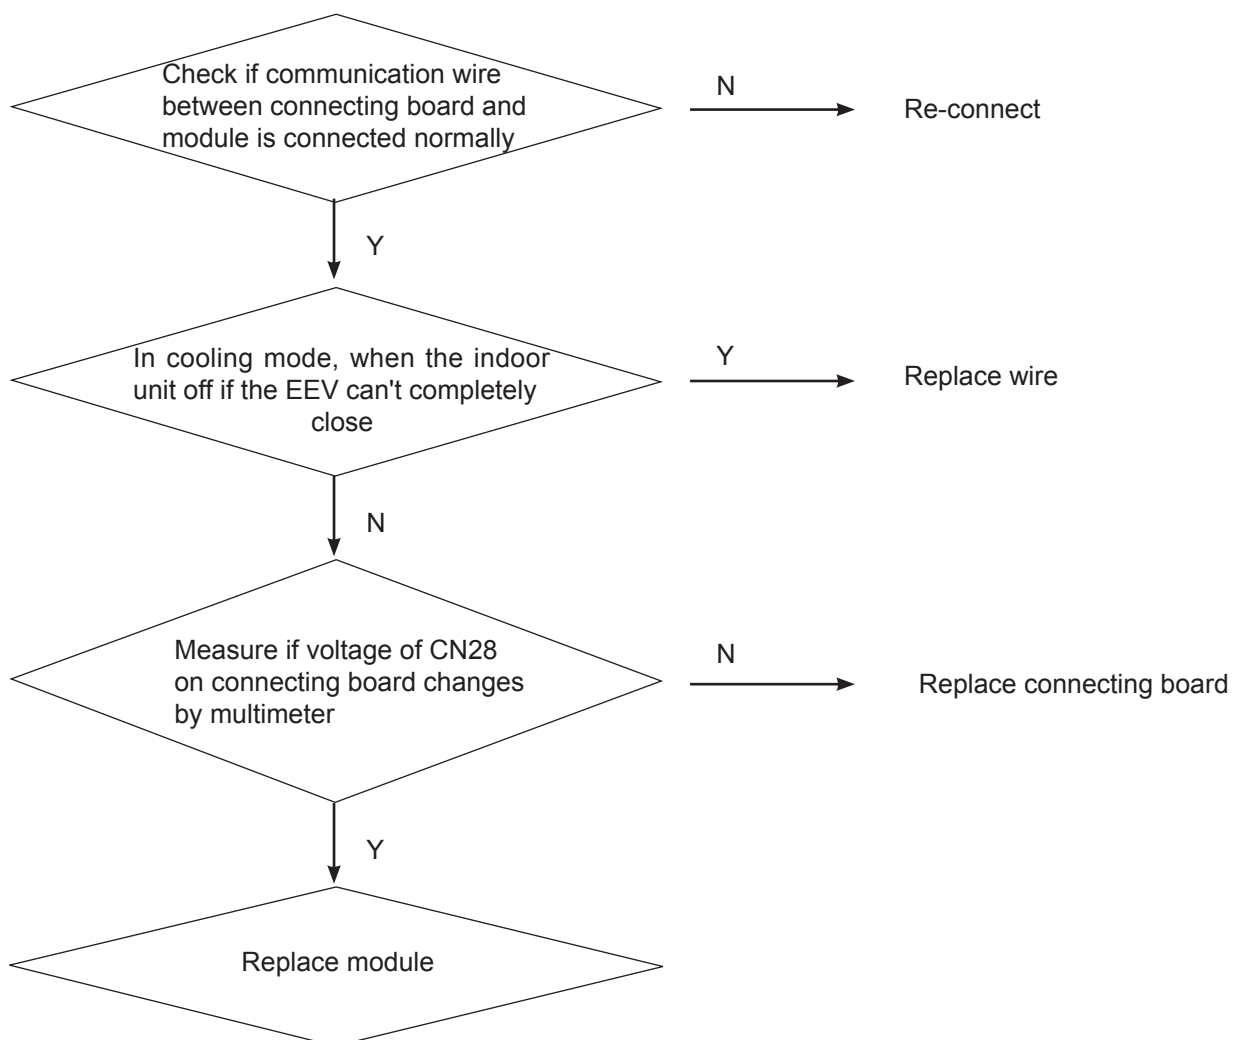 Check if communication wire
between connecting board and
module is connected normally
N
Re-connect
Y
In cooling mode, when the indoor
unit off if the EEV can't completely
close
Y
Replace wire
N
Measure if voltage of CN28
on connecting board changes
by multimeter
N
Replace connecting board
Y
Replace module